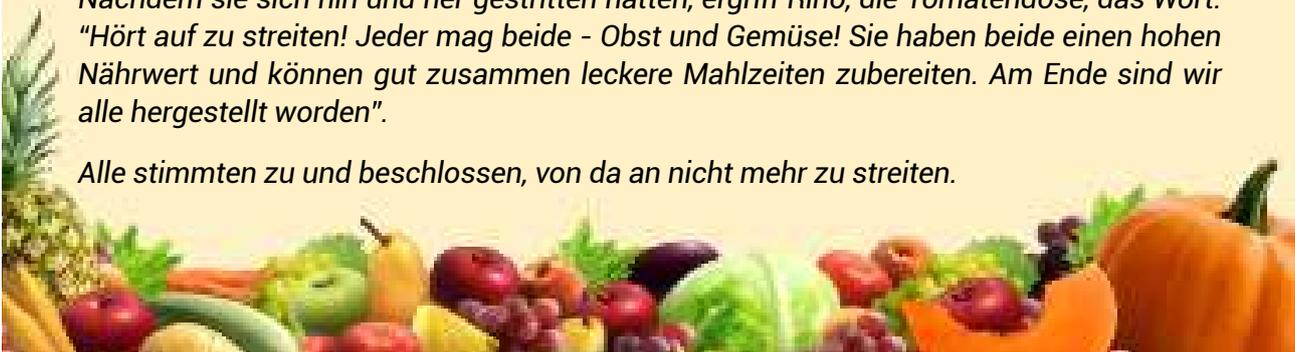 Nachdem sie sich hin und her gestritten hatten, ergriff Rino, die Tomatendose, das Wort:
“Hört auf zu streiten! Jeder mag beide - Obst und Gemüse! Sie haben beide einen hohen
Nährwert und können gut zusammen leckere Mahlzeiten zubereiten. Am Ende sind wir
alle hergestellt worden”.
Alle stimmten zu und beschlossen, von da an nicht mehr zu streiten.